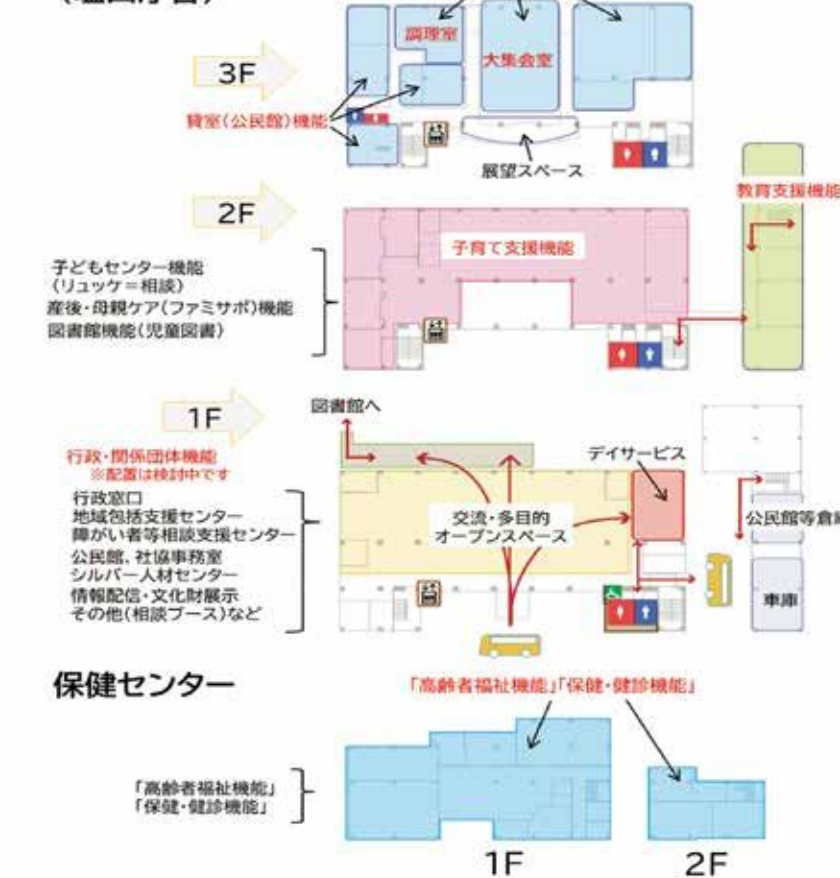 3F
調理室
大集会室
貸室(公民館)機能
展望スペース
2F
教育支援機能
子育て支援機能
子どもセンター機能
(リュッケ=相談)
産後・母親ケア(ファミサポ)機能
図書館機能(児童図書)
1F
図書館へ
行政・関係団体機能
※配置は検討中です
デイサービス
行政窓口
地域包括支援センター
障がい者等相談支援センター
公民館、社協事務室
シルバー人材センター
情報配信・文化財展示
その他(相談ブース)など
交流・多目的
オープンスペース
公民館等倉
車庫
保健センター
「高齢者福祉機能」「保健・健診機能」
「高齢者福祉機能」
「保健・健診機能」
1F
2F